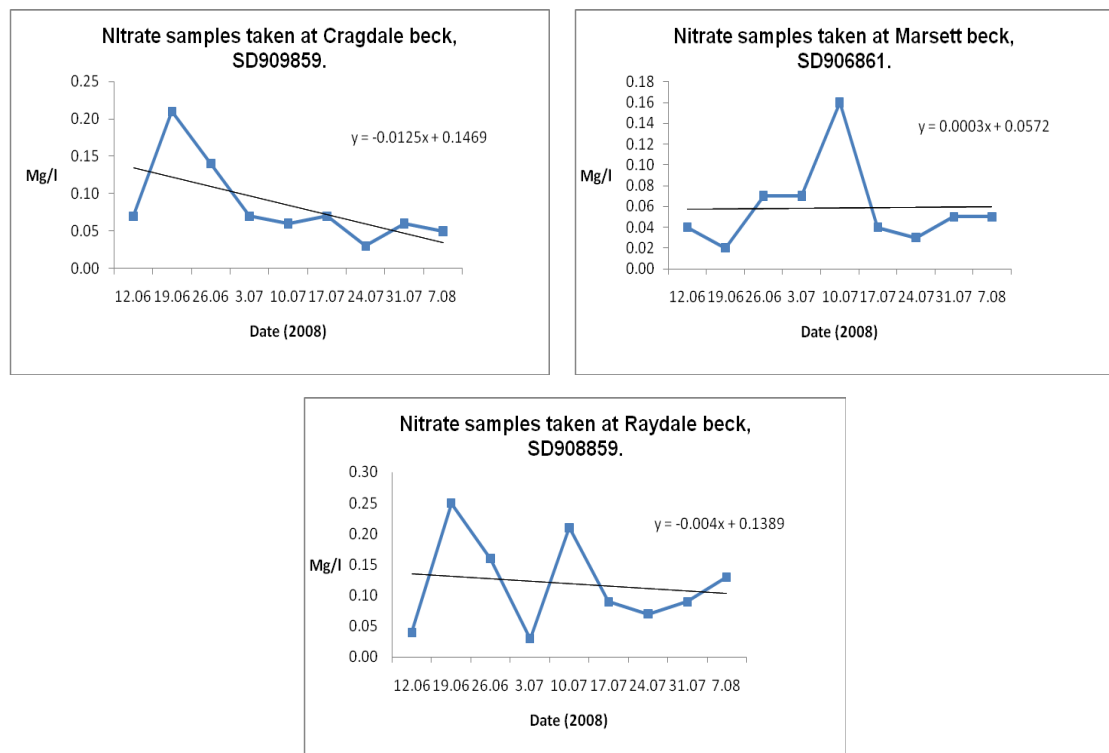 NItrate samples taken at Cragdale beck,
SD909859.
0.25
0.20
0.15
0.10
0.05
0.00
Mg/l
y = -0.0125x + 0.1469
12.06 19.06 26.06 3.07 10.07 17.07 24.07 31.07 7.08
Date (2008)
Nitrate samples taken at Marsett beck,
SD906861.
0.18
0.16
0.14
0.12
0.10
0.08
0.06
0.04
0.02
0.00
Mg/l
y = 0.0003x + 0.0572
12.06 19.06 26.06 3.07 10.07 17.07 24.07 31.07 7.08
Date (2008)
Nitrate samples taken at Raydale beck,
SD908859.
0.30
0.25
0.20
0.15
0.10
0.05
0.00
Mg/l
y = -0.004x + 0.1389
12.06 19.06 26.06 3.07 10.07 17.07 24.07 31.07 7.08
Date (2008)